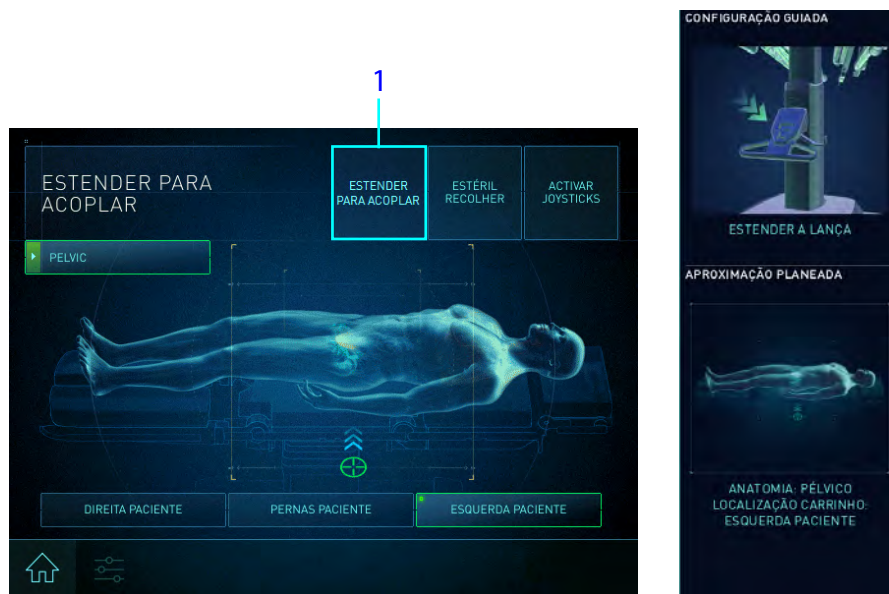 1
ESTENDER PARA
ACOPLAR
ESTENDER
PARA ACOPLAR
ESTÉRIL
RECOLHER
ACTIVAR
JOYSTICKS
PELVIC
DIREITA PACIENTE
PERNAS PACIENTE
ESQUERDA PACIENTE
CONFIGURAÇÃO GUIADA
ESTENDER A LANÇA
APROXIMAÇÃO PLANEADA
ANATOMIA: PÉLVICO
LOCALIZAÇÃO CARRINHO:
ESQUERDA PACIENTE